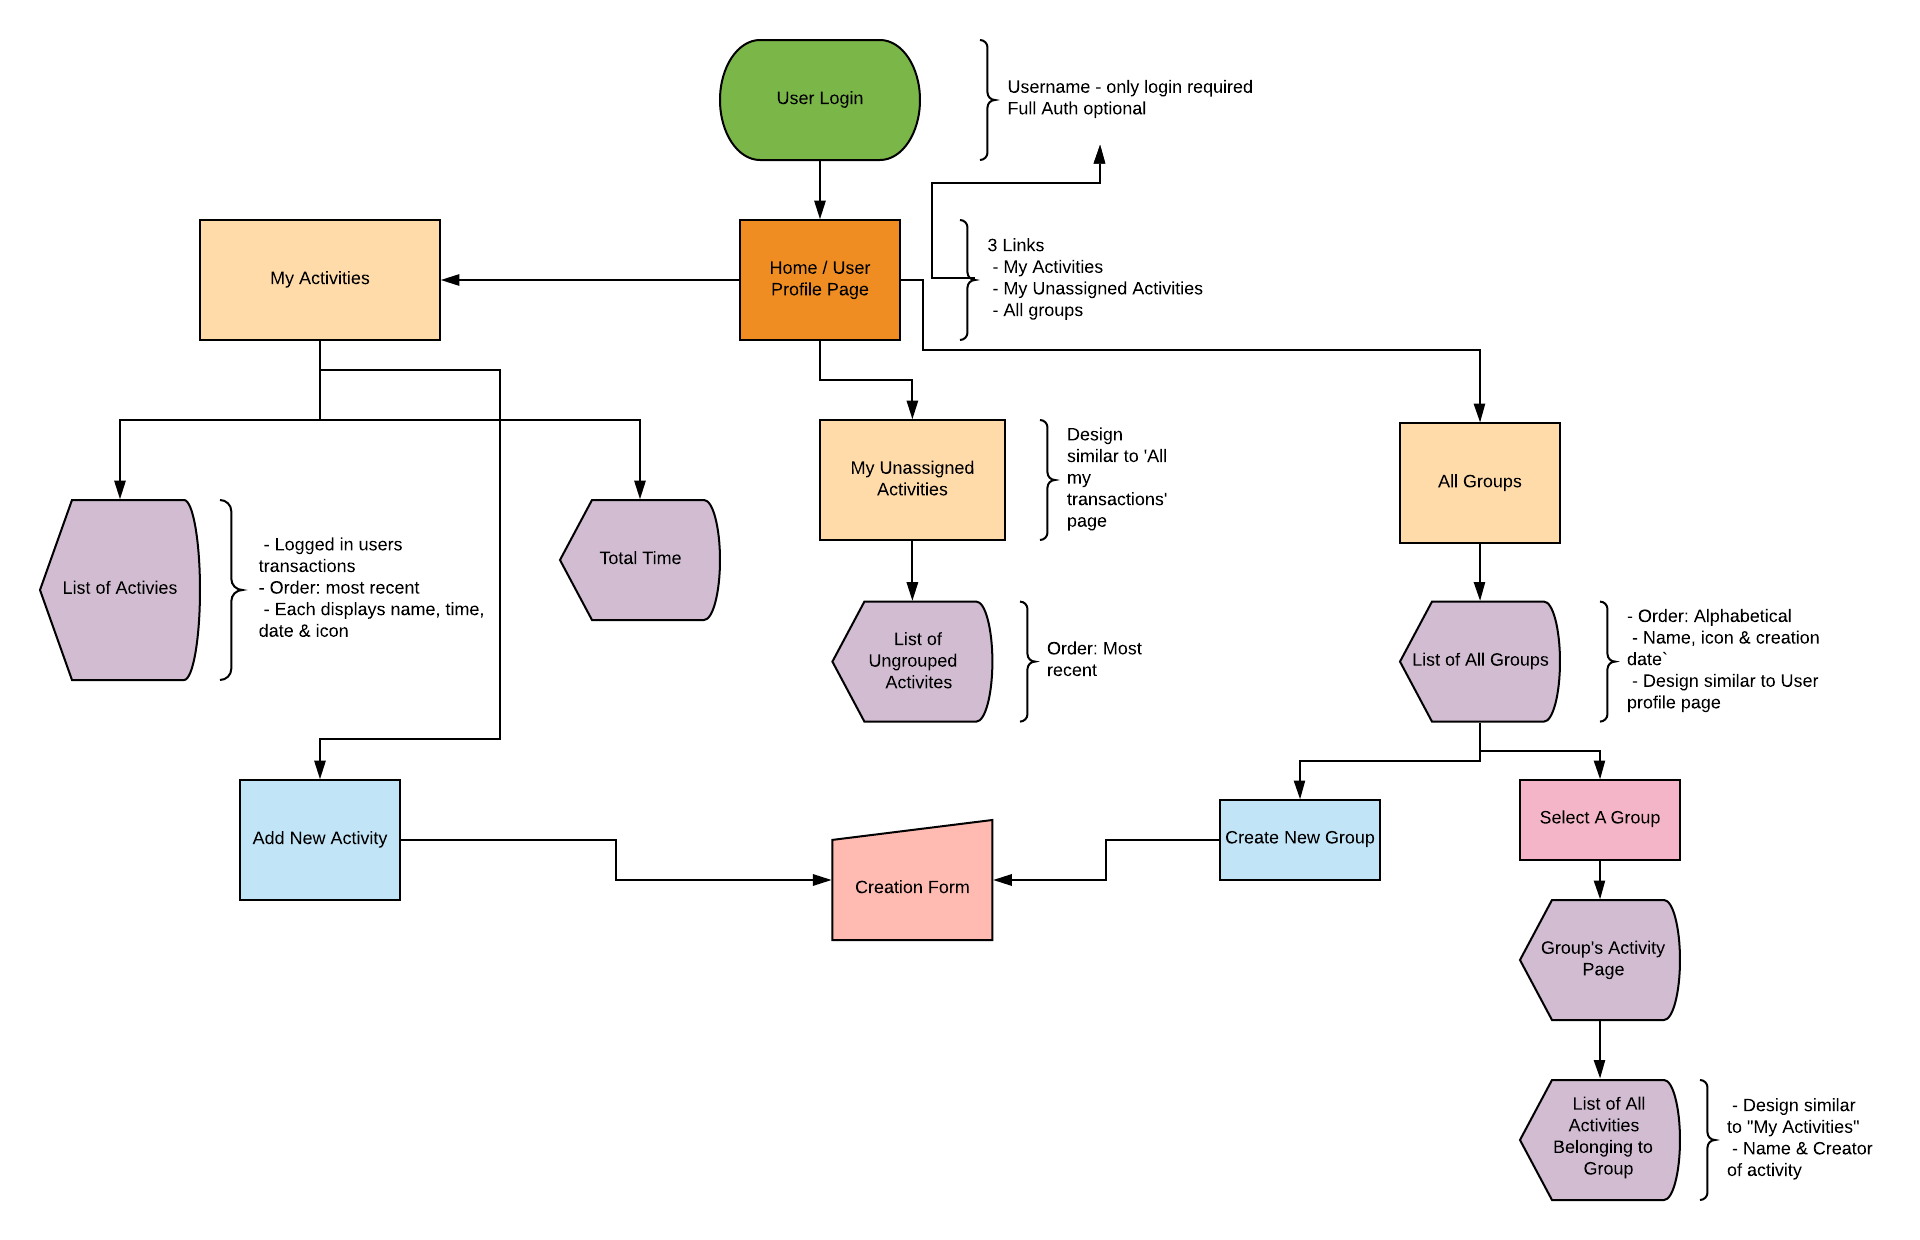 User Login
Username - only login required
Full Auth optional
My Activities
Home / User
Profile Page
3 Links
- My Activities
- My Unassigned Activities
- All groups
My Unassigned
Activities
Design
similar to 'All
my
transactions'
page
All Groups
List of Activies
- Logged in users
transactions
- Order: most recent
- Each displays name, time,
date & icon
Total Time
List of
Ungrouped
Activites
Order: Most
recent
List of All Groups
- Order: Alphabetical
- Name, icon & creation
date`
- Design similar to User
profile page
Add New Activity
Creation Form
Create New Group
Select A Group
Group's Activity
Page
List of All
Activities
Belonging to
Group
- Design similar
to "My Activities"
- Name & Creator
of activity